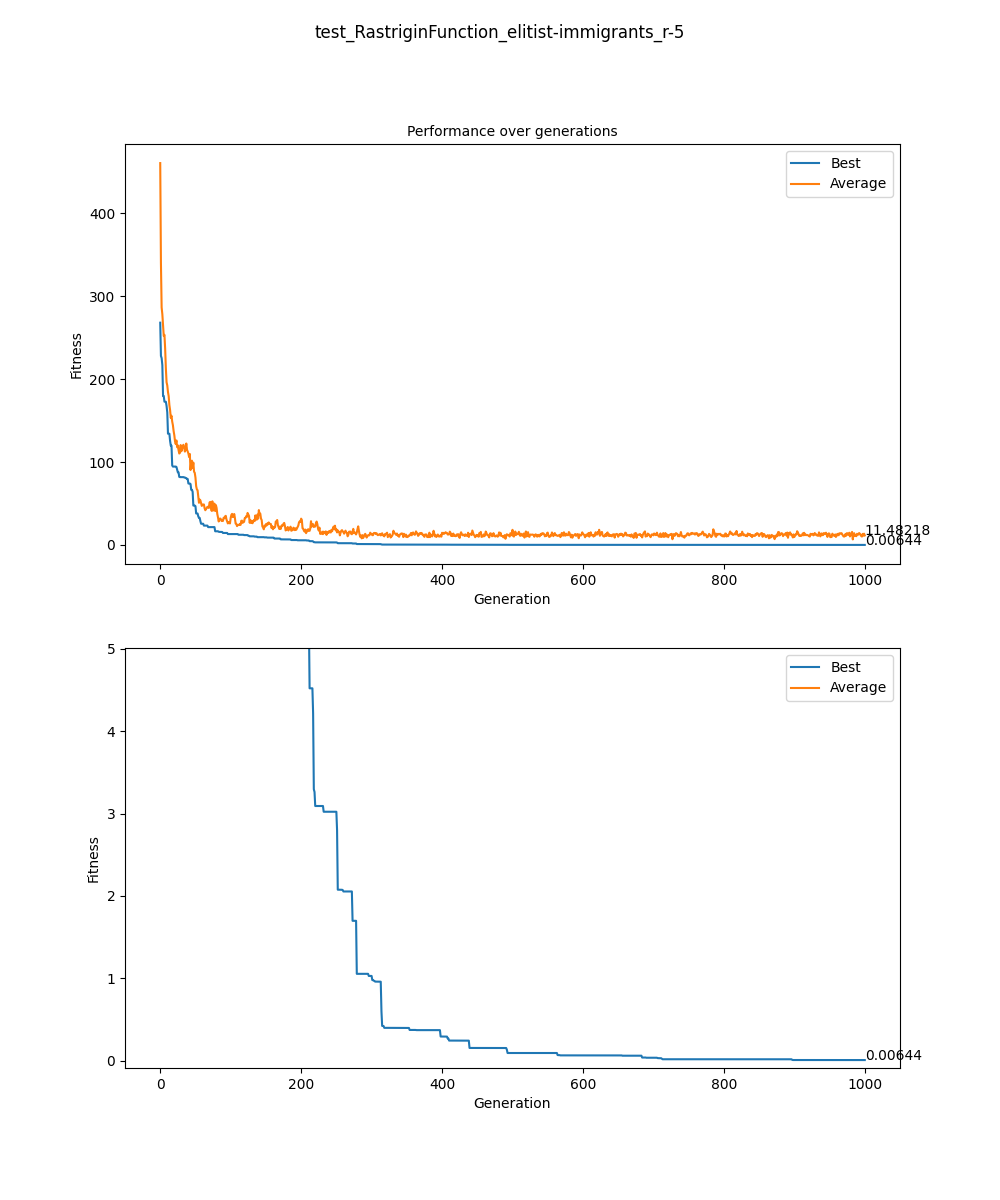 test_RastriginFunction_elitist-immigrants_r-5
Performance over generations
Best
Average
Fitness
400
300
200
100
0
11.48218
0.00644
0
200
400
600
800
1000
Generation
Best
Average
Fitness
5
4
3
2
1
0
0.00644
0
200
400
600
800
1000
Generation